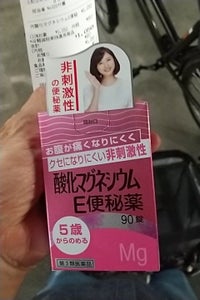 非刺激性
の便秘薬
お腹が痛くなりにくく
クセになりにくい非刺激性
酸化マグネシウム
E便秘薬
90錠
5歳
からのめる
Mg
第3類医薬品